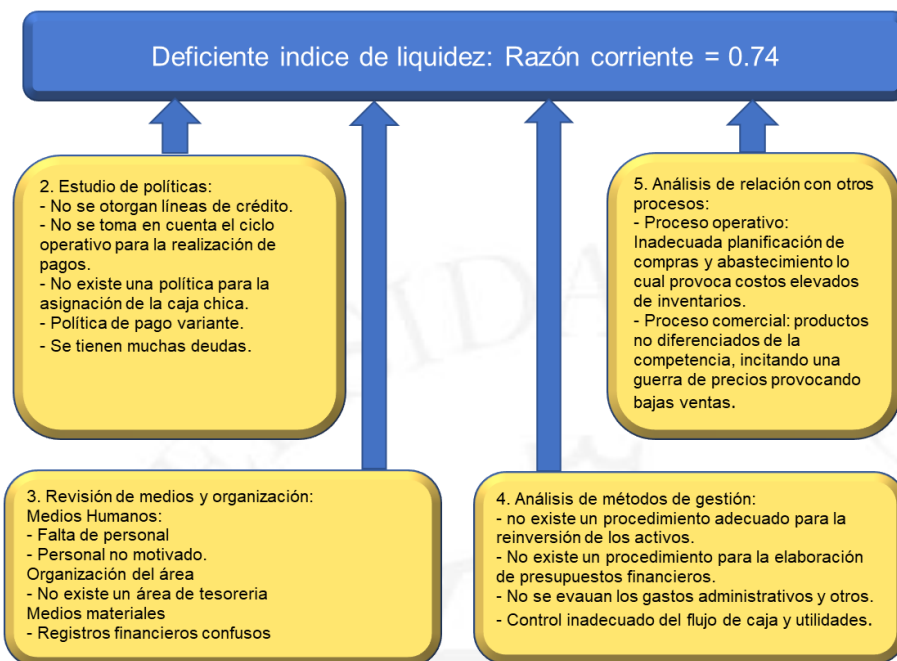 Deficiente indice de liquidez: Razón corriente = 0.74
2. Estudio de políticas:
- No se otorgan líneas de crédito.
- No se toma en cuenta el ciclo
operativo para la realización de
pagos.
- No existe una política para la
asignación de la caja chica.
- Política de pago variante.
- Se tienen muchas deudas.
5. Análisis de relación con otros
procesos:
- Proceso operativo:
Inadecuada planificación de
compras y abastecimiento lo
cual provoca costos elevados
de inventarios.
- Proceso comercial: productos
no diferenciados de la
competencia, incitando una
guerra de precios provocando
bajas ventas.
3. Revisión de medios y organización:
Medios Humanos:
- Falta de personal
- Personal no motivado.
Organización del área
- No existe un área de tesoreria
Medios materiales
- Registros financieros confusos
4. Análisis de métodos de gestión:
- no existe un procedimiento adecuado para la
reinversión de los activos.
- No existe un procedimiento para la elaboración
de presupuestos financieros.
- No se evauan los gastos administrativos y otros.
- Control inadecuado del flujo de caja y utilidades.